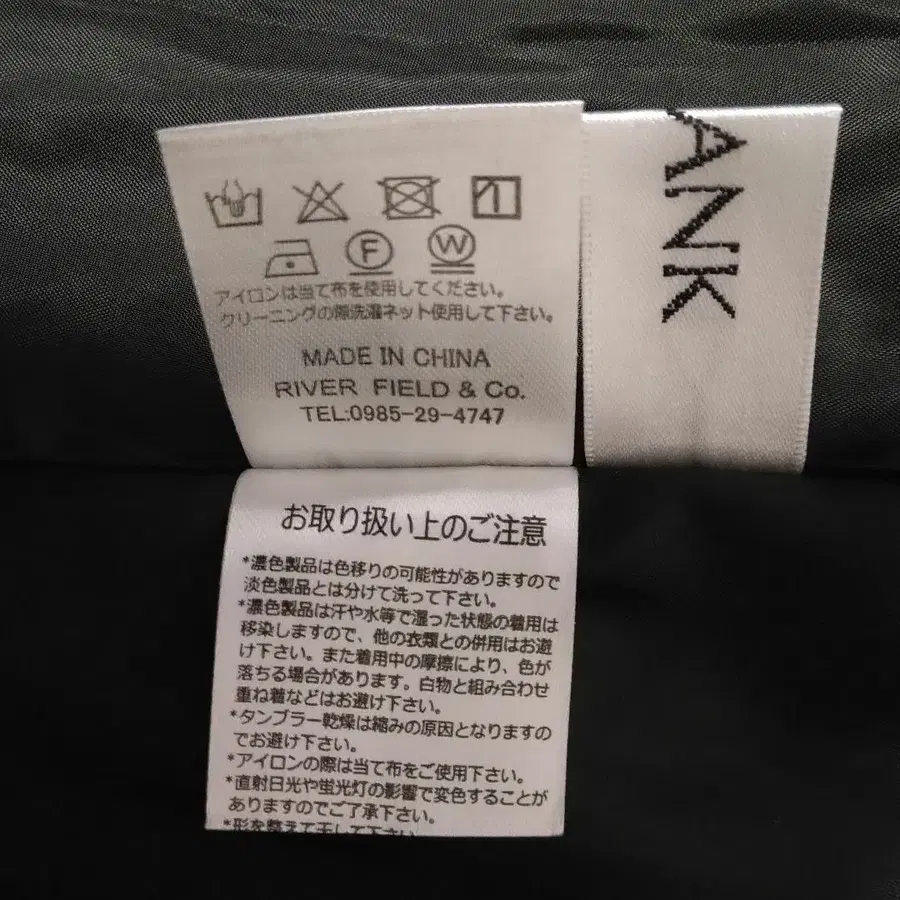 F
W
アイロンは当て布を使用してください。
クリーニングの際洗濯ネット使用して下さい。
MADE IN CHINA
RIVER FIELD & Co.
TEL:0985-29-4747
ANK
お取り扱い上のご注意
*濃色製品は色移りの可能性がありますので
淡色製品とは分けて洗って下さい。
*濃色製品は汗や水等で湿った状態の着用は
移染しますので、他の衣類との併用はお避
け下さい。また着用中の摩擦により、色が
落ちる場合があります。白物と組み合わせ
重ね着などはお避け下さい。
*タンブラー乾燥は縮みの原因となりますの
でお避け下さい。
*アイロンの際は当て布をご使用下さい。
*直射日光や蛍光灯の影響で変色することが
ありますのでご了承下さい。
*形を整えて干して下さい